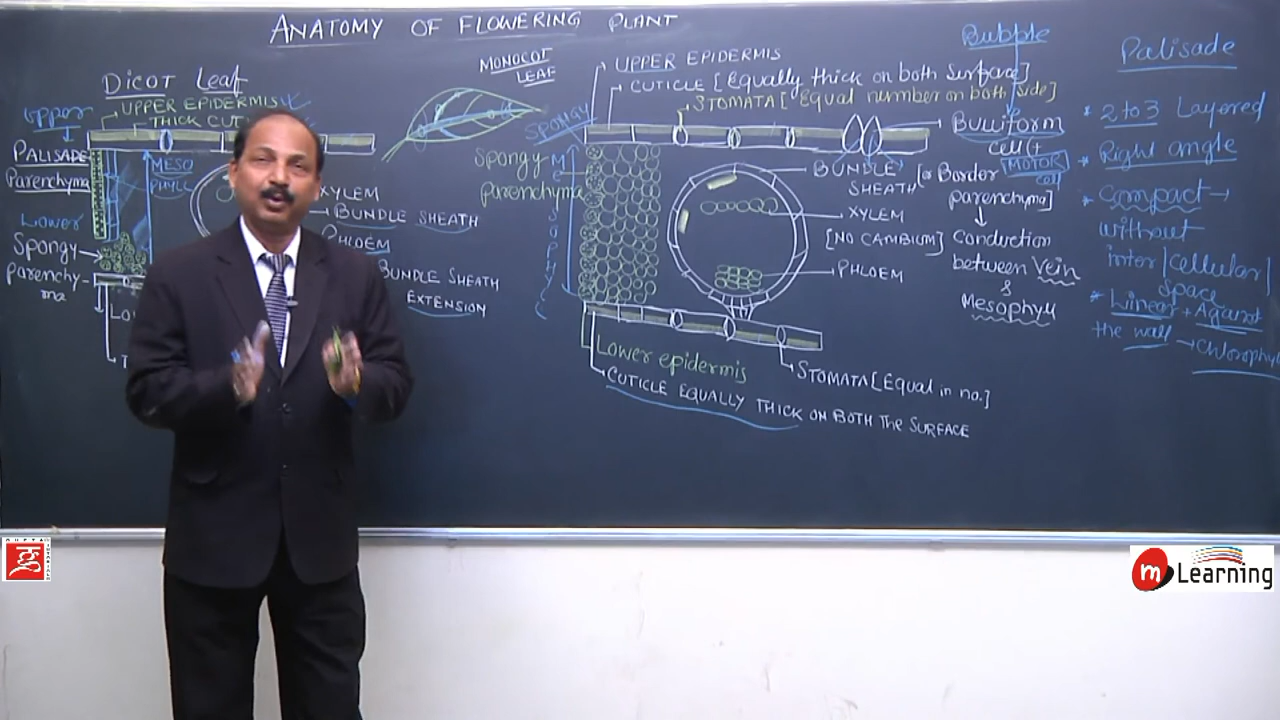 ANATOMY OF FLOWERING PLANT
DICOT Leaf
Upper
UPPER EPIDERMIS
THICK CUT
PALISADE
Parenchyma
MESO
PHYLL
Lower
Spongy
parenchy-
ma
XYLEM
BUNDLE SHEATH
PHLOEM
BUNDLE SHEATH
EXTENSION
MONOCOT
LEAF
UPPER EPIDERMIS
CUTICLE [Equally thick on both Surface]
STOMATA [Equal number on both side]
SPONGY
Spongy
parenchyma
BUNDLE
SHEATH
XYLEM
[NO CAMBIUM]
PHLOEM
Lower epidermis
STOMATA [Equal in no.]
CUTICLE EQUALLY THICK ON BOTH The SURFACE
Bubble
BULLIFORM
cell (+
MOTOR
cell
[or Border
parenchyma]
Conduction
between Vein
&
Mesophyll
Palisade
* 2 to 3 Layered
* Right angle
* Compact →
without
inter/cellular
space
* Linear + Against
the wall → Chlorophyl
m Learning